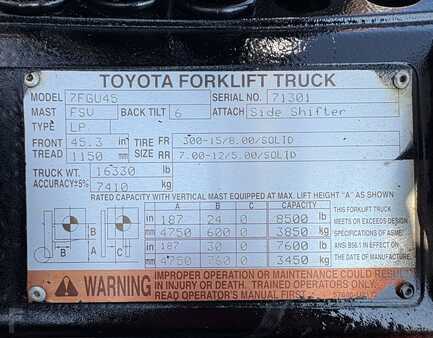 TOYOTA FORKLIFT TRUCK
MODEL 7FGU45 SERIAL NO. 71301
MAST FSV BACK TILT 6 ATTACH Side Shifter
TYPE LP
FRONT TREAD 45.3 in 1150 mm TIRE SIZE FR 300-15/8.00/SOLID
RR 7.00-12/5.00/SOLID
TRUCK WT. 16330 lb
ACCURACY±5% 7410 kg
RATED CAPACITY WITH VERTICAL MAST EQUIPPED AT MAX. LIFT HEIGHT "A" AS SHOWN
A B C CAPACITY
in 187 24 0 8500 lb
mm 4750 600 0 3850 kg
in 187 30 0 7600 lb
mm 4750 760 0 3450 kg
A
B
C
THIS FORKLIFT TRUCK
MEETS OR EXCEEDS DESIGN
SPECIFICATIONS OF ASME/
ANSI B56.1 IN EFFECT ON
THE DATE OF MANUFACTURE.
WARNING
IMPROPER OPERATION OR MAINTENANCE COULD RESULT
IN INJURY OR DEATH. TRAINED OPERATORS ONLY.
READ OPERATOR'S MANUAL FIRST.